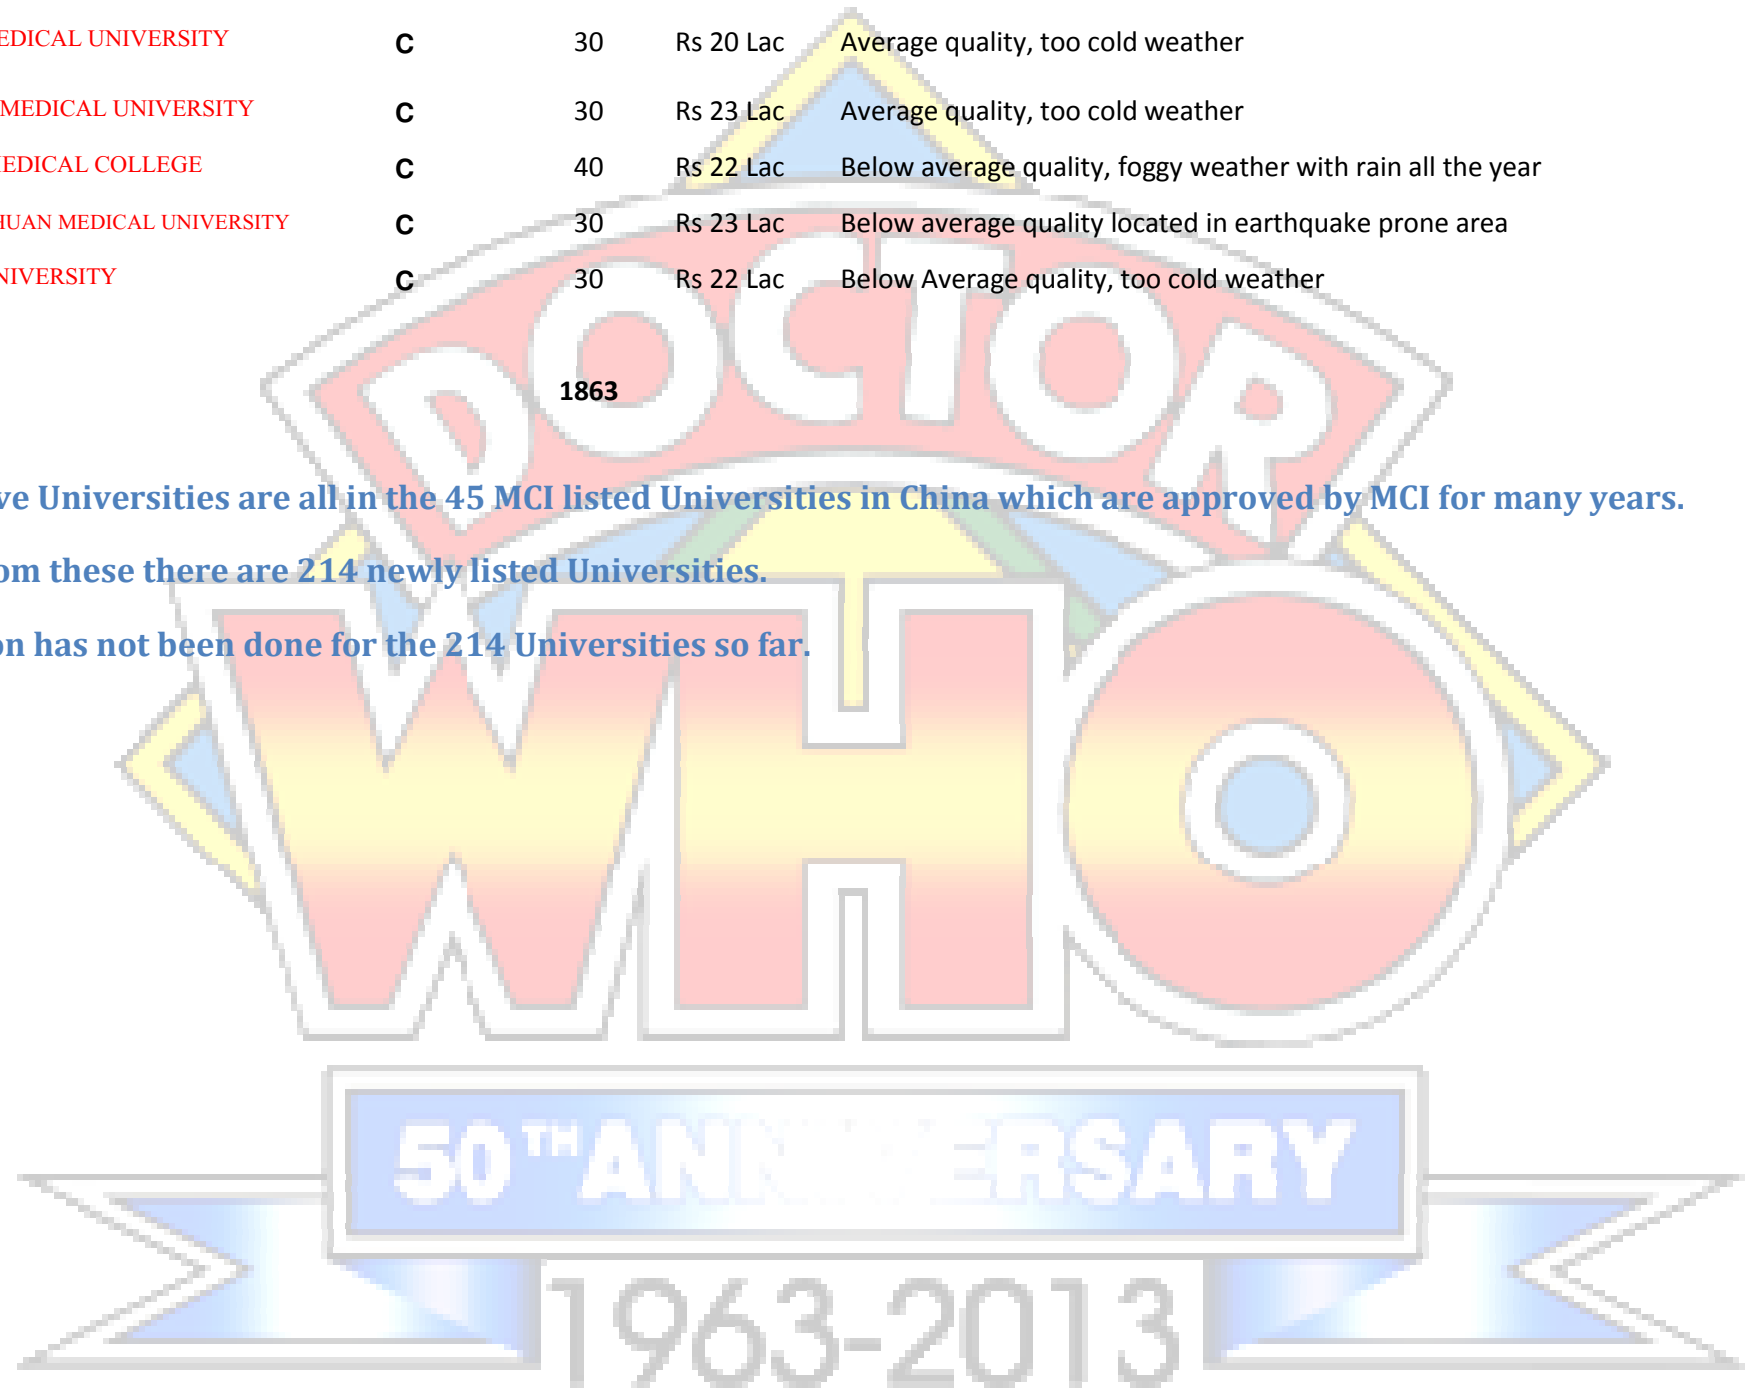 EDICAL UNIVERSITY C 30 Rs 20 Lac Average quality, too cold weather
MEDICAL UNIVERSITY C 30 Rs 23 Lac Average quality, too cold weather
MEDICAL COLLEGE C 40 Rs 22 Lac Below average quality, foggy weather with rain all the year
HUAN MEDICAL UNIVERSITY C 30 Rs 23 Lac Below average quality located in earthquake prone area
NIVERSITY C 30 Rs 22 Lac Below Average quality, too cold weather
1863
ve Universities are all in the 45 MCI listed Universities in China which are approved by MCI for many years.
om these there are 214 newly listed Universities.
on has not been done for the 214 Universities so far.
DOCTOR
WHO
50TH ANNIVERSARY
1963-2013